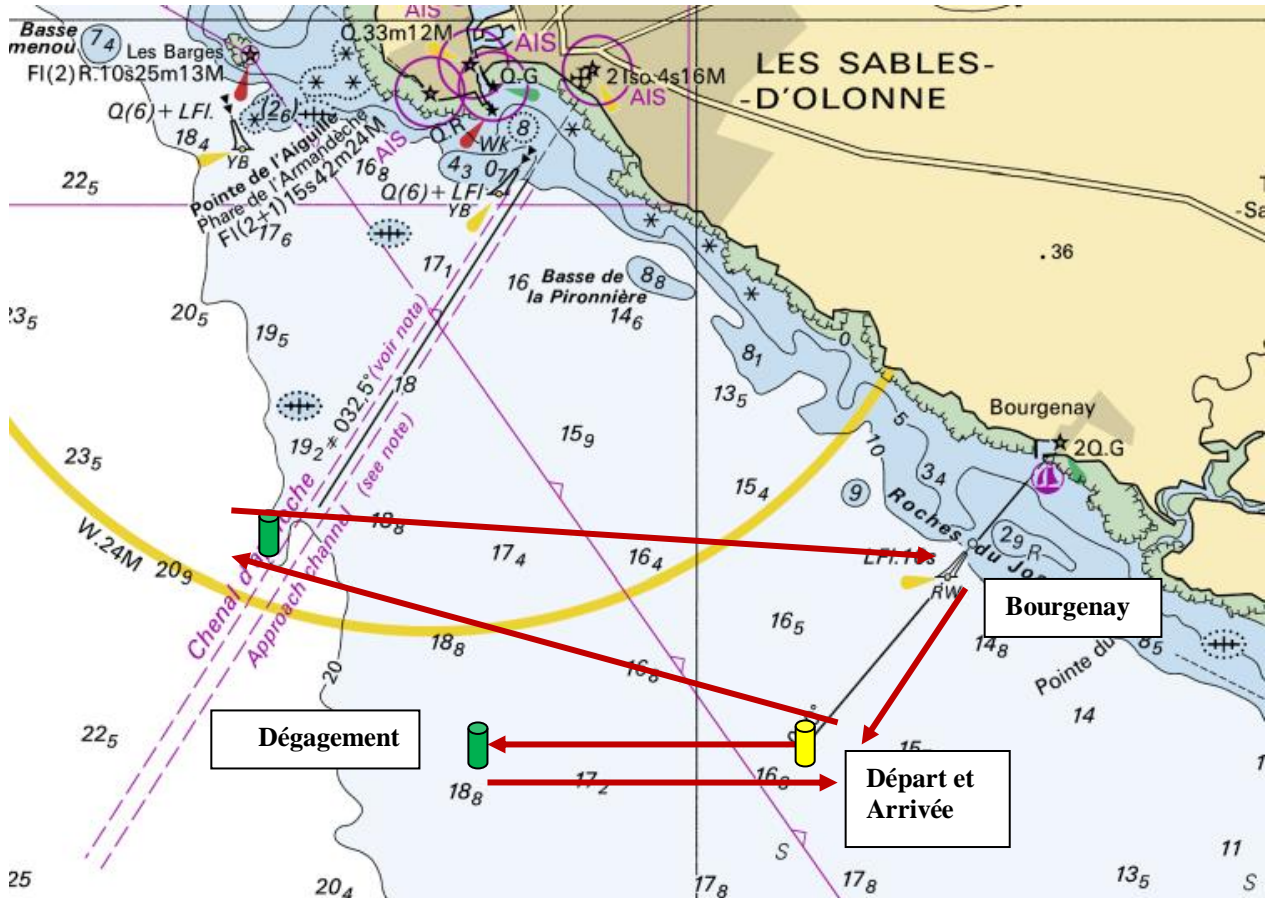 AIS
Basse
menou
7₄
Les Barges
Fl(2)R.10s25m13M
Q.33m12M
AIS
Q.G
2 Iso.4s16M
AIS
LES SABLES-
-D'OLONNE
Q(6)+LFl.
18₄
YB
(2₆)
Pointe de l'Aiguille
Phare de l'Armandèche
Fl(2+1)15s42m24M
AIS
16₈
Q.R
WK
8
4₃
0₇
Q(6)+LFl
YB
22₅
17₆
-Sa
36
17₁
16
Basse de
la Pironnière
8₈
14₆
23₅
20₅
19₅
0
8₁
13₅
18
19₂
032.5°
(voir nota)
(see note)
15₉
5
10
Bourgenay
2Q.G
23₅
15₄
3₄
9
Roches du Jor
2₉ R
W.24M
20₉
18₈
17₄
16₄
LFl.10s
RW
Approach channel
16₅
Bourgenay
18₈
14₈
8₅
Pointe du
16₈
20
14
22₅
Dégagement
Départ et
Arrivée
18₈
17₂
16₈
S
11
25
20₄
17₈
17₈
13₅
S